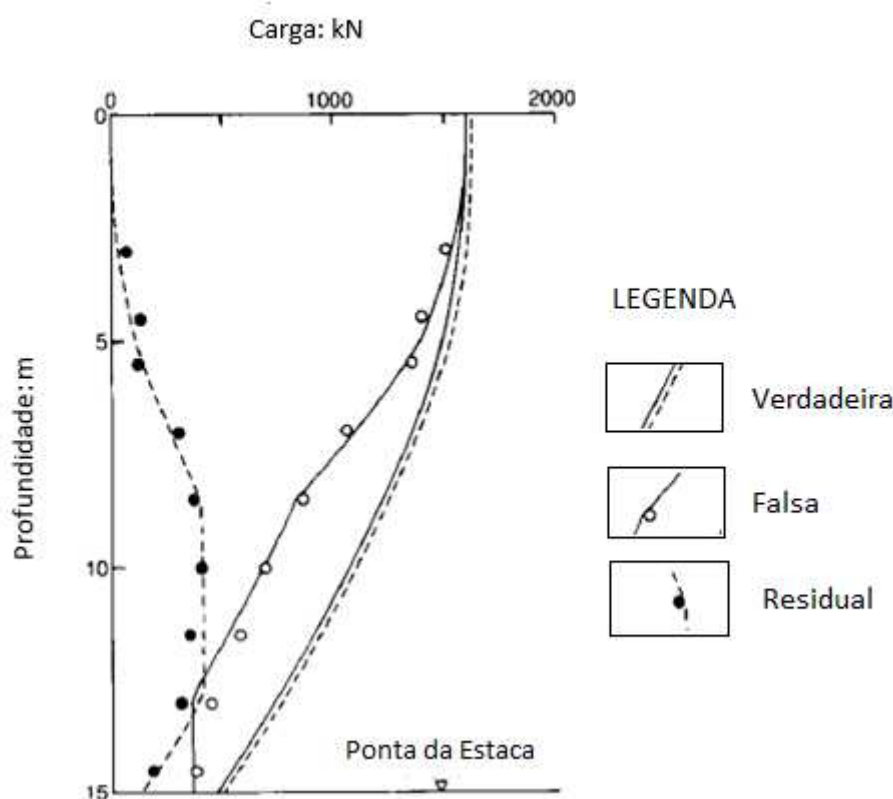 Carga: kN
0 1000 2000
0
5
10
15
Profundidade: m
Ponta da Estaca
LEGENDA
Verdadeira
Falsa
Residual